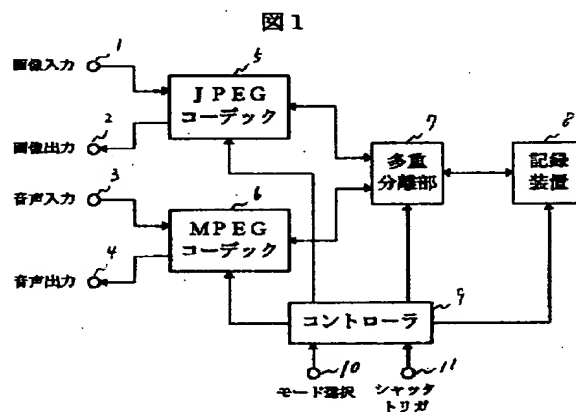 図1
1
画像入力
5
JPEG
コーデック
2
画像出力
7
多重
分離部
8
記録
装置
3
音声入力
6
MPEG
コーデック
4
音声出力
9
コントローラ
10
モード選択
11
シャッタ
トリガ